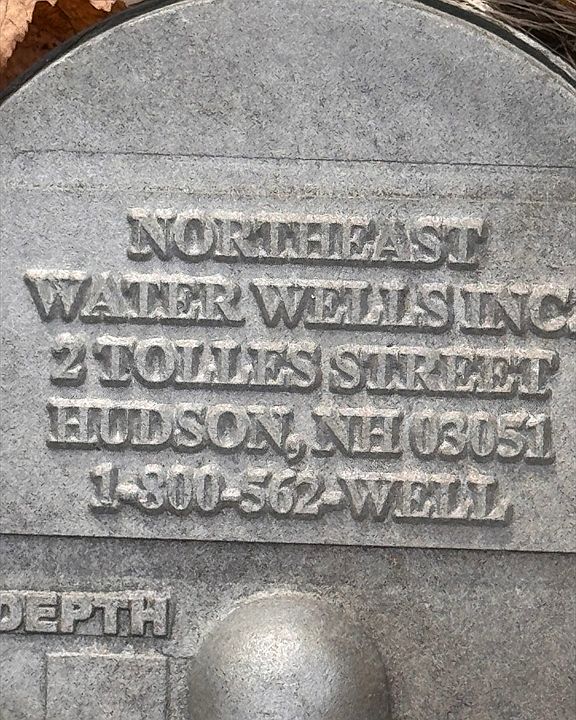 NORTHEAST
WATER WELLS INC.
2 TOLLES STREET
HUDSON, NH 03051
1-800-562-WELL
DEPTH